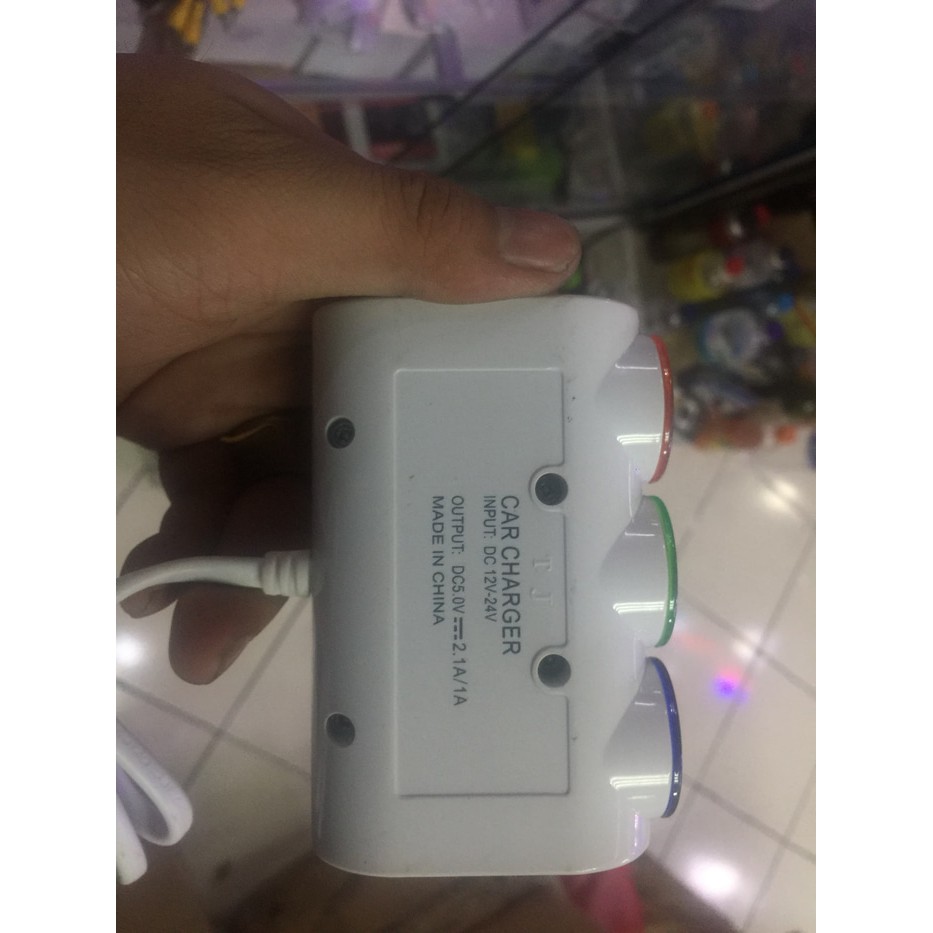 T J
CAR CHARGER
INPUT: DC 12V-24V
OUTPUT: DC5.0V⎓2.1A/1A
MADE IN CHINA